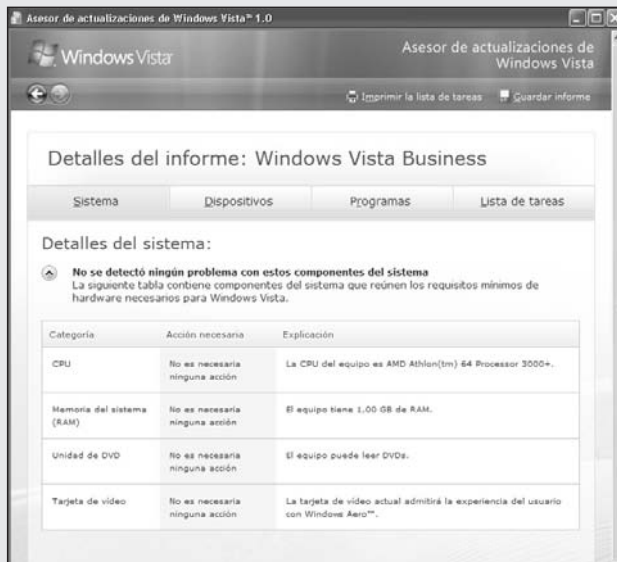 Asesor de actualizaciones de Windows Vista™ 1.0
Windows Vista™
Asesor de actualizaciones de
Windows Vista
Imprimir la lista de tareas
Guardar informe
Detalles del informe: Windows Vista Business
Sistema
Dispositivos
Programas
Lista de tareas
Detalles del sistema:
No se detectó ningún problema con estos componentes del sistema
La siguiente tabla contiene componentes del sistema que reúnen los requisitos mínimos de
hardware necesarios para Windows Vista.
Categoría
Acción necesaria
Explicación
CPU
No es necesaria
ninguna acción
La CPU del equipo es AMD Athlon(tm) 64 Processor 3000+.
Memoria del sistema
(RAM)
No es necesaria
ninguna acción
El equipo tiene 1,00 GB de RAM.
Unidad de DVD
No es necesaria
ninguna acción
El equipo puede leer DVDs.
Tarjeta de vídeo
No es necesaria
ninguna acción
La tarjeta de vídeo actual admitirá la experiencia del usuario
con Windows Aero™.